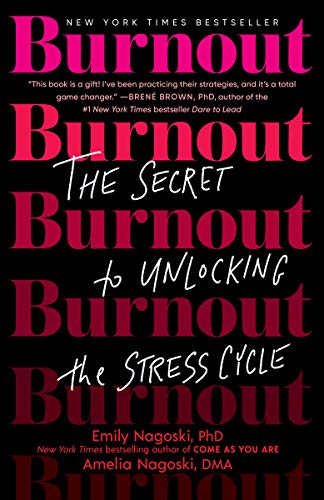 NEW YORK TIMES BESTSELLER
Burnout
"This book is a gift! I've been practicing their strategies, and it's a total
game changer." —BRENÉ BROWN, PhD, author of the
#1 New York Times bestseller Dare to Lead
Burnout
THE SECRET
Burnout
to UNLOCKING
Burnout
the STRESS CYCLE
Burnout
Emily Nagoski, PhD
New York Times bestselling author of COME AS YOU ARE
Amelia Nagoski, DMA
Burnout